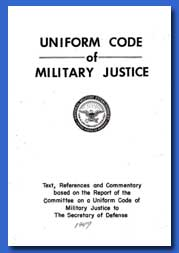 UNIFORM CODE
of
MILITARY JUSTICE
Text, References and Commentary
based on the Report of the
Committee on a Uniform Code of
Military Justice to
The Secretary of Defense